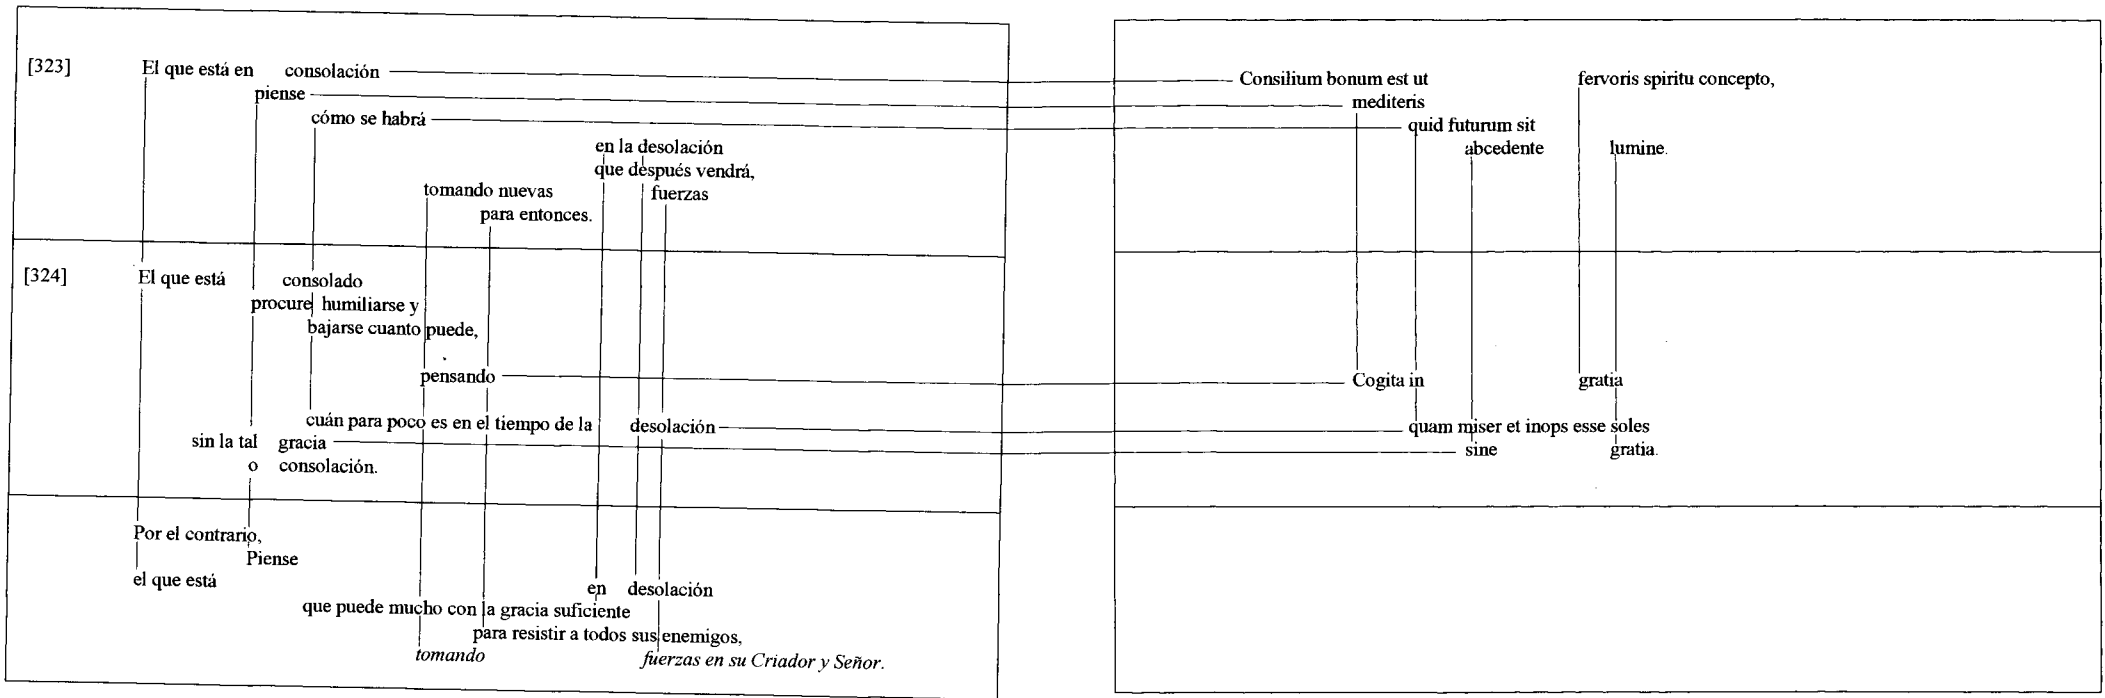 [323] El que está en consolación
piense
cómo se habrá
en la desolación
que después vendrá,
tomando nuevas fuerzas
para entonces.
[324] El que está consolado
procure humiliarse y
bajarse cuanto puede,
pensando
cuán para poco es en el tiempo de la desolación
sin la tal gracia
o consolación.
Por el contrario,
Piense
el que está
en desolación
que puede mucho con la gracia suficiente
para resistir a todos sus enemigos,
tomando fuerzas en su Criador y Señor.
Consilium bonum est ut fervoris spiritu concepto,
mediteris
quid futurum sit
abcedente lumine.
Cogita in gratia
quam miser et inops esse soles
sine gratia.